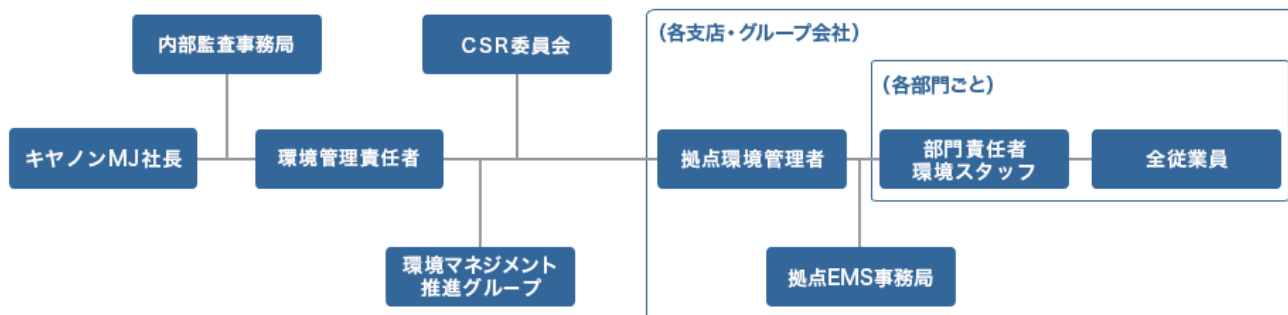 内部監査事務局
CSR委員会
(各支店・グループ会社)
(各部門ごと)
キヤノンMJ社長
環境管理責任者
拠点環境管理者
部門責任者
環境スタッフ
全従業員
環境マネジメント
推進グループ
拠点EMS事務局